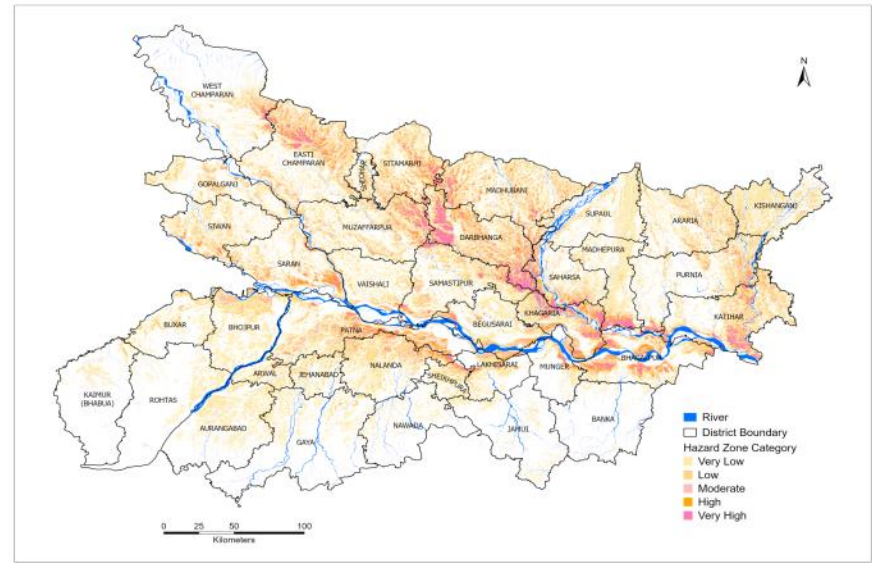 N
WEST
CHAMPARAN
EAST
CHAMPARAN
SHEOHAR
SITAMARHI
GOPALGANJ
MADHUBANI
KISHANGANJ
SUPAUL
ARARIA
SIWAN
MUZAFFARPUR
DARBHANGA
MADHEPURA
SARAN
SAHARSA
PURNIA
VAISHALI
SAMASTIPUR
KHAGARIA
KATIHAR
BUXAR
BHOJPUR
PATNA
BEGUSARAI
BHAGALPUR
NALANDA
LAKHISARAI
MUNGER
ARWAL
JEHANABAD
SHEIKHPURA
KAIMUR
(BHABUA)
ROHTAS
AURANGABAD
GAYA
NAWADA
JAMUI
BANKA
River
District Boundary
Hazard Zone Category
Very Low
Low
Moderate
High
Very High
0 25 50 100
Kilometers